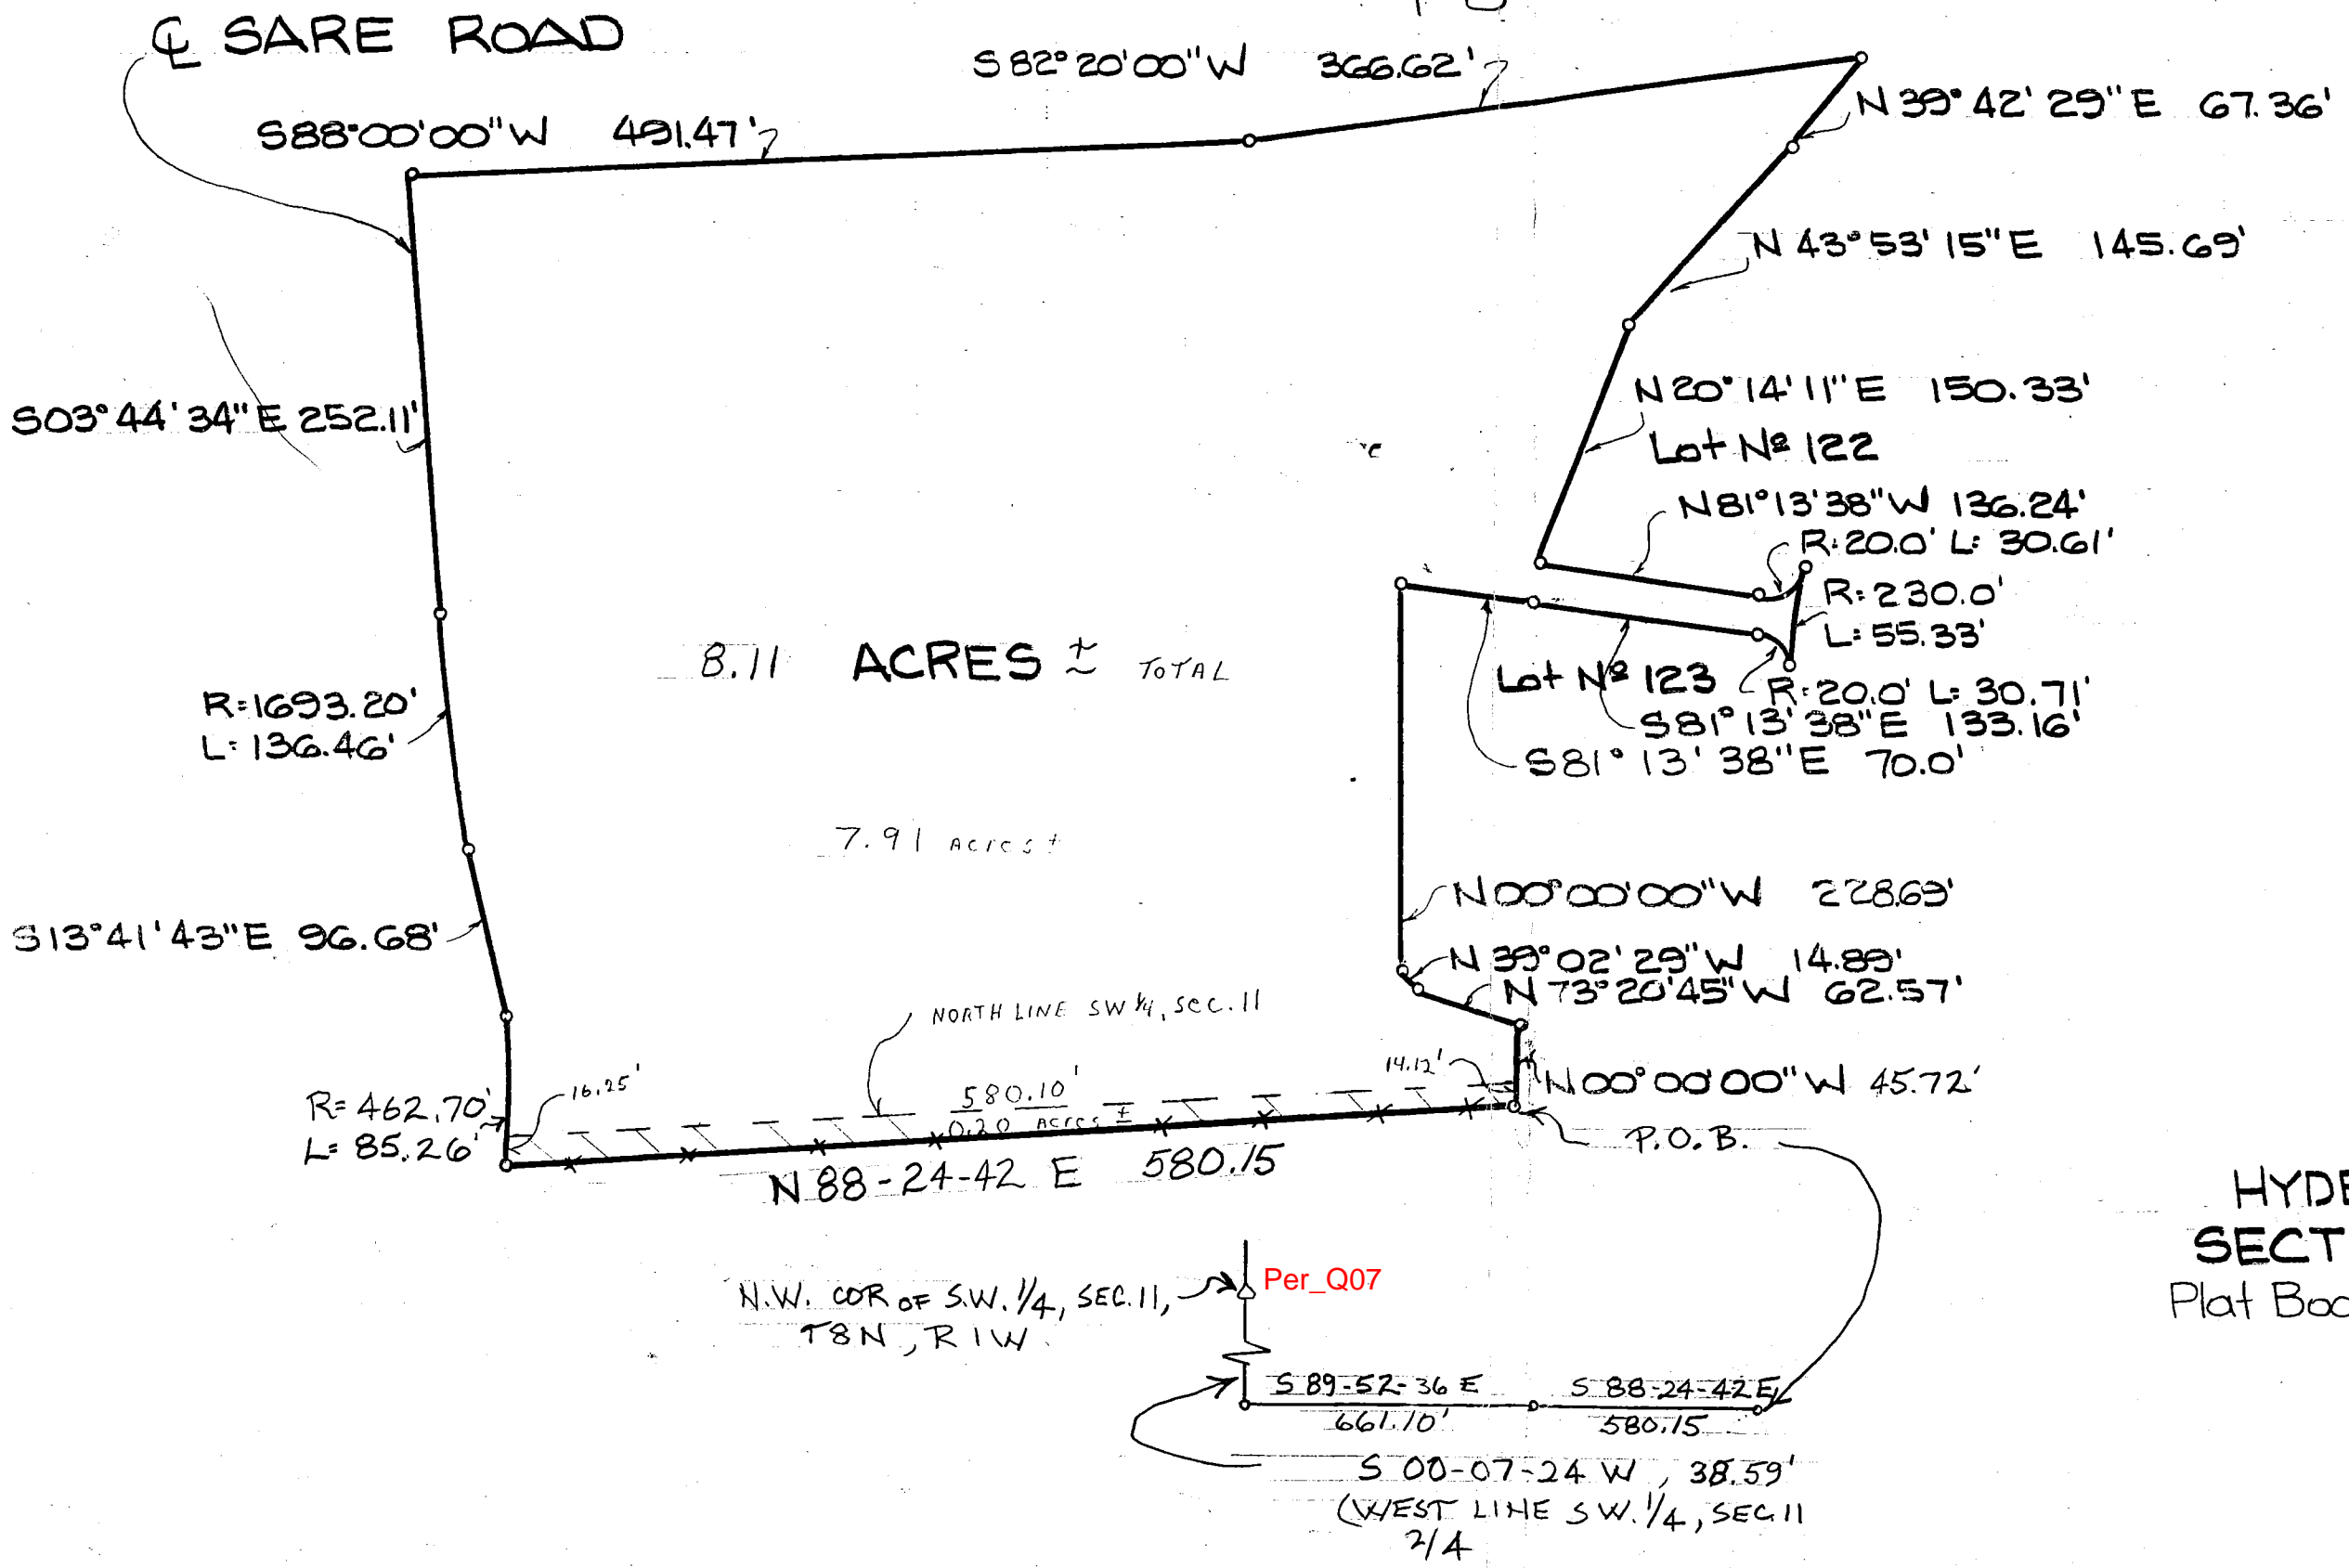 ℄ SARE ROAD
S 82° 20' 00" W 366.62'
S88°00'00" W 491.47'
N 39° 42' 29" E 67.36'
N 43° 53' 15" E 145.69'
N 20° 14' 11" E 150.33'
Lot Nº 122
S03° 44' 34" E 252.11'
N 81° 13' 38" W 136.24'
R: 20.0' L: 30.61'
R: 230.0'
L: 55.33'
8.11 ACRES ± TOTAL
Lot Nº 123
R: 20.0' L: 30.71'
S 81° 13' 38" E 133.16'
S 81° 13' 38" E 70.0'
R: 1693.20'
L: 136.46'
7.91 Acres ±
N 00° 00' 00" W 228.69'
S 13° 41' 43" E 96.68'
N 39° 02' 29" W 14.89'
N 73° 20' 45" W 62.57'
NORTH LINE SW ¼, SEC. 11
14.12'
N 00° 00' 00" W 45.72'
16.25'
580.10'
0.20 Acres ±
R= 462.70'
L= 85.26'
P.O.B.
N 88-24-42 E 580.15
HYDE
SECT
Plat Boo
Per_Q07
N.W. COR OF S.W. 1/4, SEC. 11,
T8N, R 1 W
S 89-52-36 E S 88-24-42 E
661.10' 580.15
S 00-07-24 W, 38.59'
(WEST LINE S W. 1/4, SEC 11
2/4